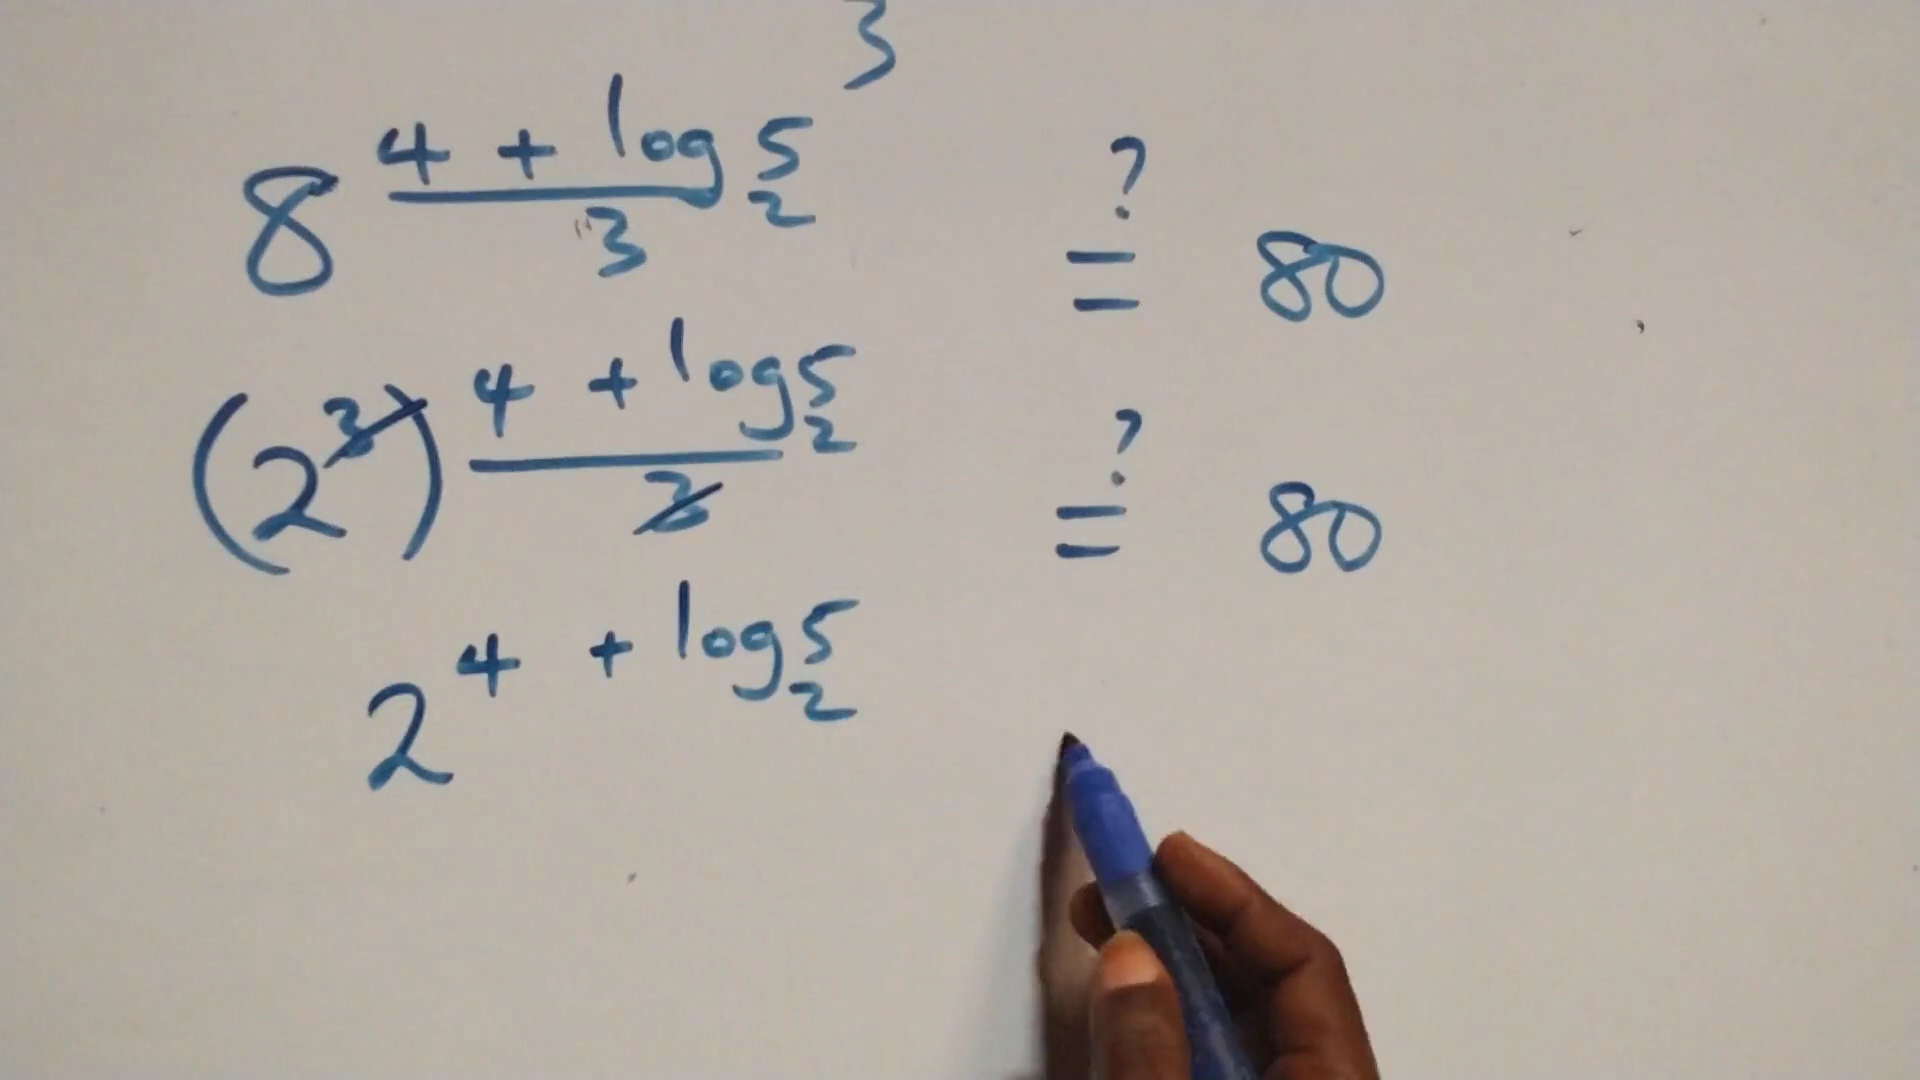 3
8^(4 + log₂5)/3 ?= 80
(2³)^(4 + log₂5)/3 ?= 80
2^(4 + log₂5)